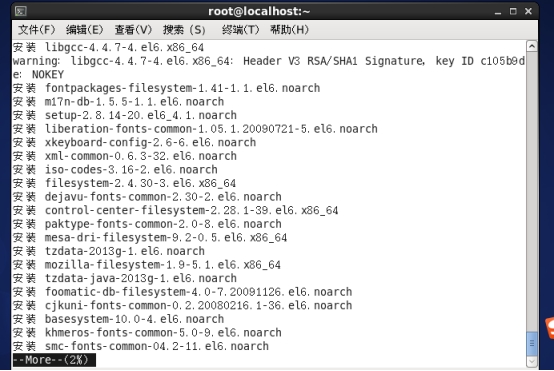 root@localhost:~
文件(F) 编辑(E) 查看(V) 搜索 (S) 终端(T) 帮助(H)
安装 libgcc-4.4.7-4.el6.x86_64
warning: libgcc-4.4.7-4.el6.x86_64: Header V3 RSA/SHA1 Signature, key ID c105b9d
e: NOKEY
安装 fontpackages-filesystem-1.41-1.1.el6.noarch
安装 m17n-db-1.5.5-1.1.el6.noarch
安装 setup-2.8.14-20.el6_4.1.noarch
安装 liberation-fonts-common-1.05.1.20090721-5.el6.noarch
安装 xkeyboard-config-2.6-6.el6.noarch
安装 xml-common-0.6.3-32.el6.noarch
安装 iso-codes-3.16-2.el6.noarch
安装 filesystem-2.4.30-3.el6.x86_64
安装 dejavu-fonts-common-2.30-2.el6.noarch
安装 control-center-filesystem-2.28.1-39.el6.x86_64
安装 paktype-fonts-common-2.0-8.el6.noarch
安装 mesa-dri-filesystem-9.2-0.5.el6.x86_64
安装 tzdata-2013g-1.el6.noarch
安装 mozilla-filesystem-1.9-5.1.el6.x86_64
安装 tzdata-java-2013g-1.el6.noarch
安装 foomatic-db-filesystem-4.0-7.20091126.el6.noarch
安装 cjkuni-fonts-common-0.2.20080216.1-36.el6.noarch
安装 basesystem-10.0-4.el6.noarch
安装 khmeros-fonts-common-5.0-9.el6.noarch
安装 smc-fonts-common-04.2-11.el6.noarch
--More--(2%)